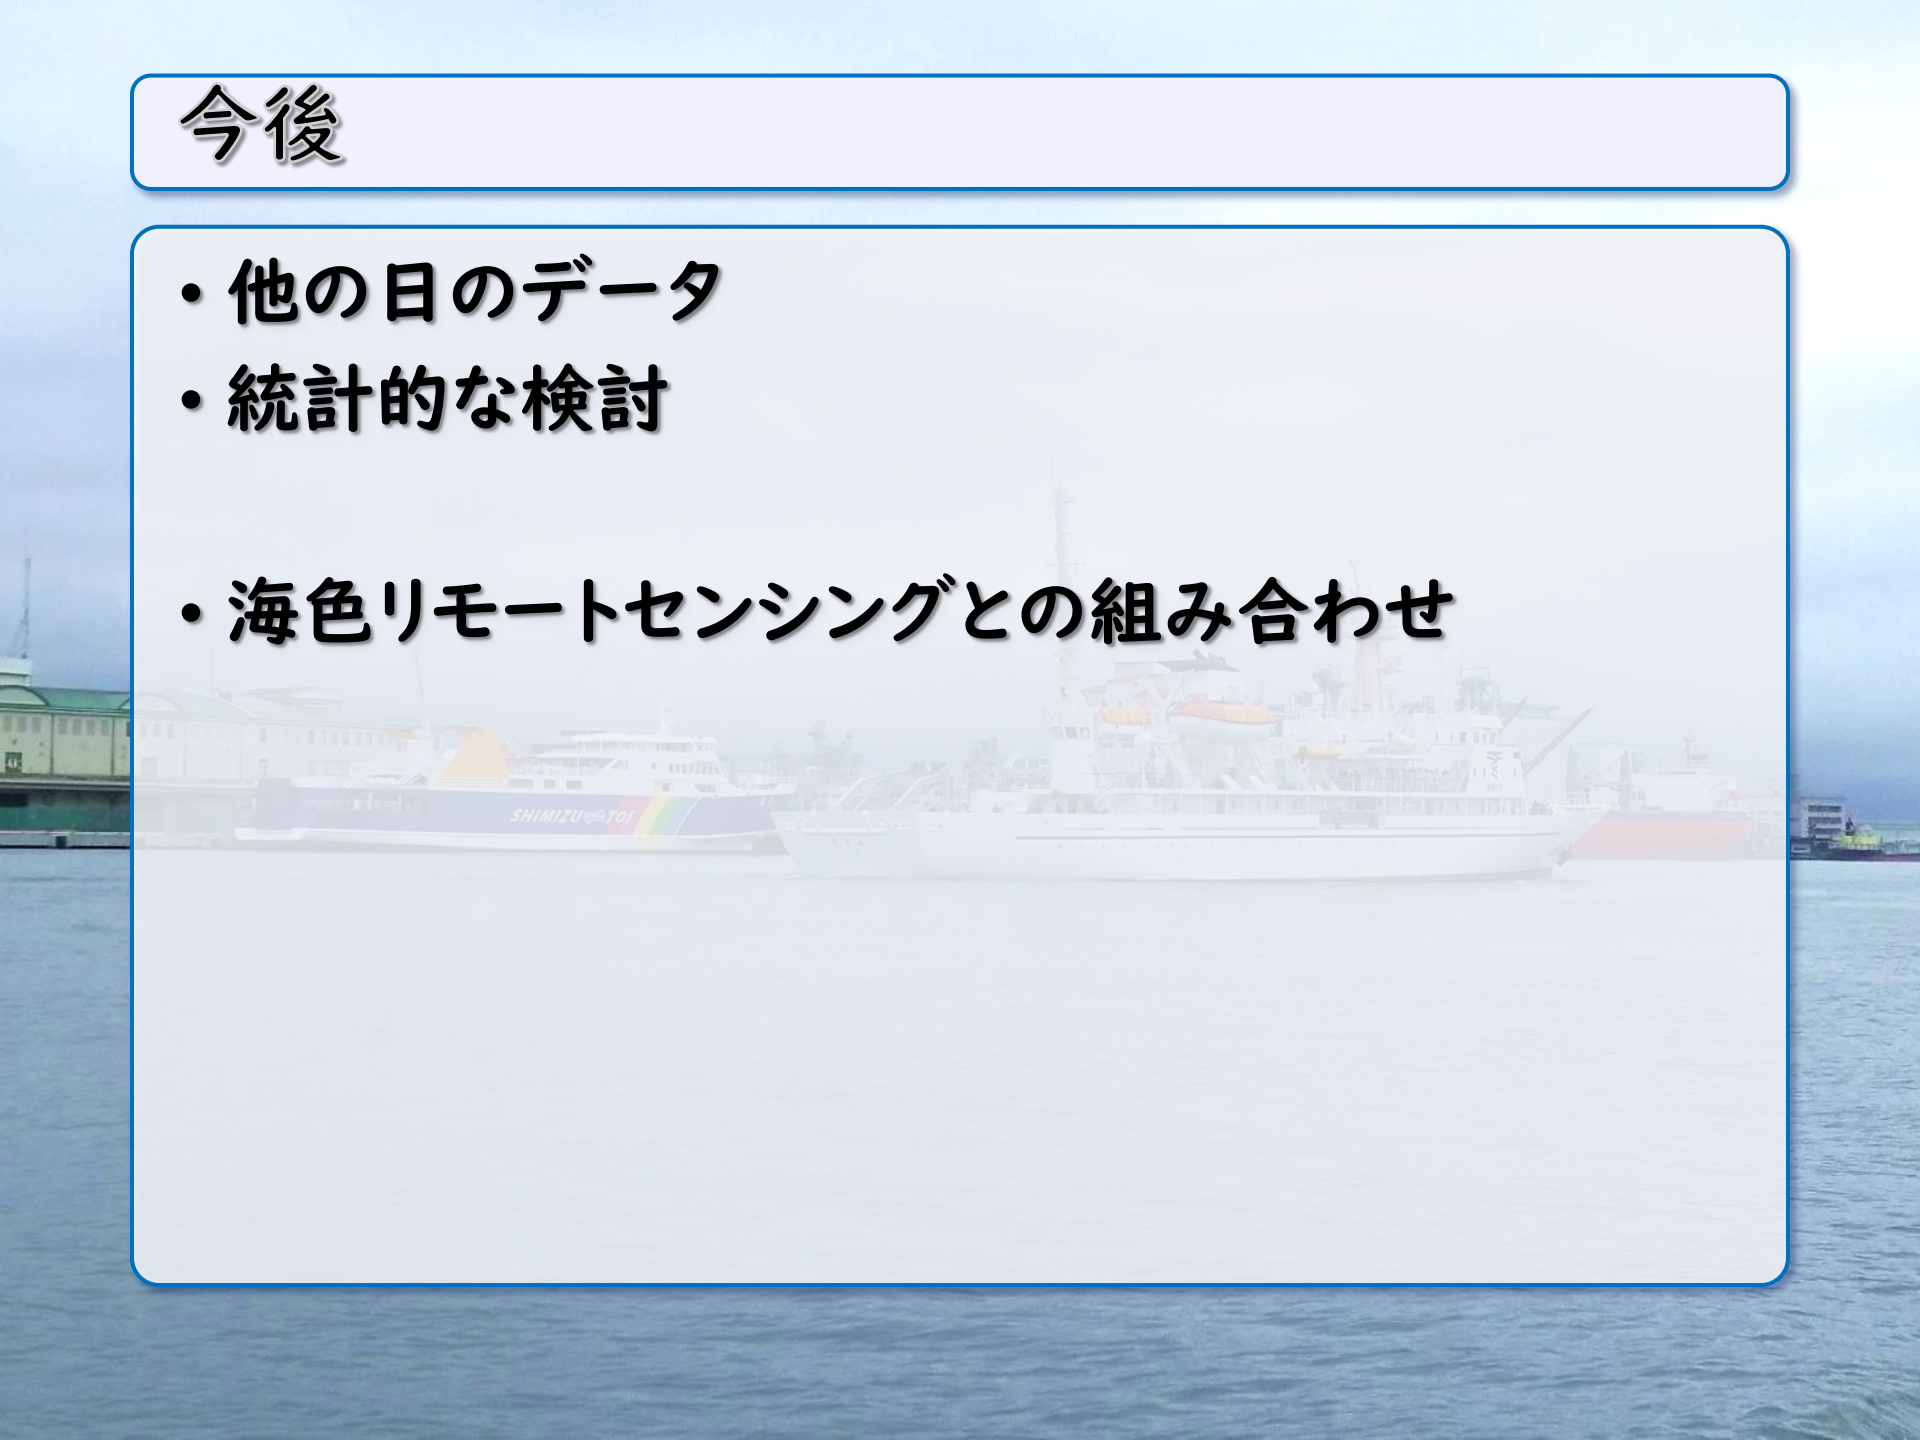 今後
・他の日のデータ
・統計的な検討
・海色リモートセンシングとの組み合わせ
SHIMIZU TOI